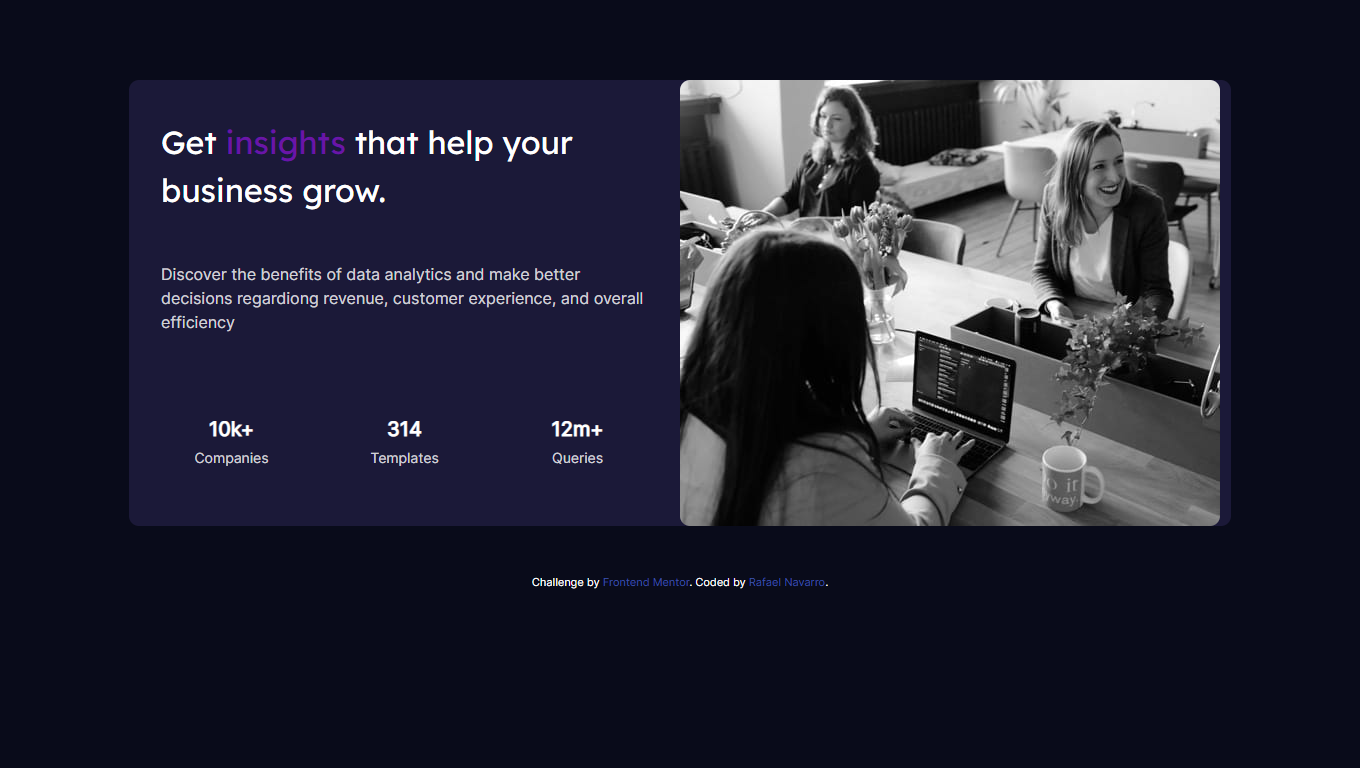 Get insights that help your
business grow.
Discover the benefits of data analytics and make better
decisions regardiong revenue, customer experience, and overall
efficiency
10k+ 314 12m+
Companies Templates Queries
Challenge by Frontend Mentor. Coded by Rafael Navarro.